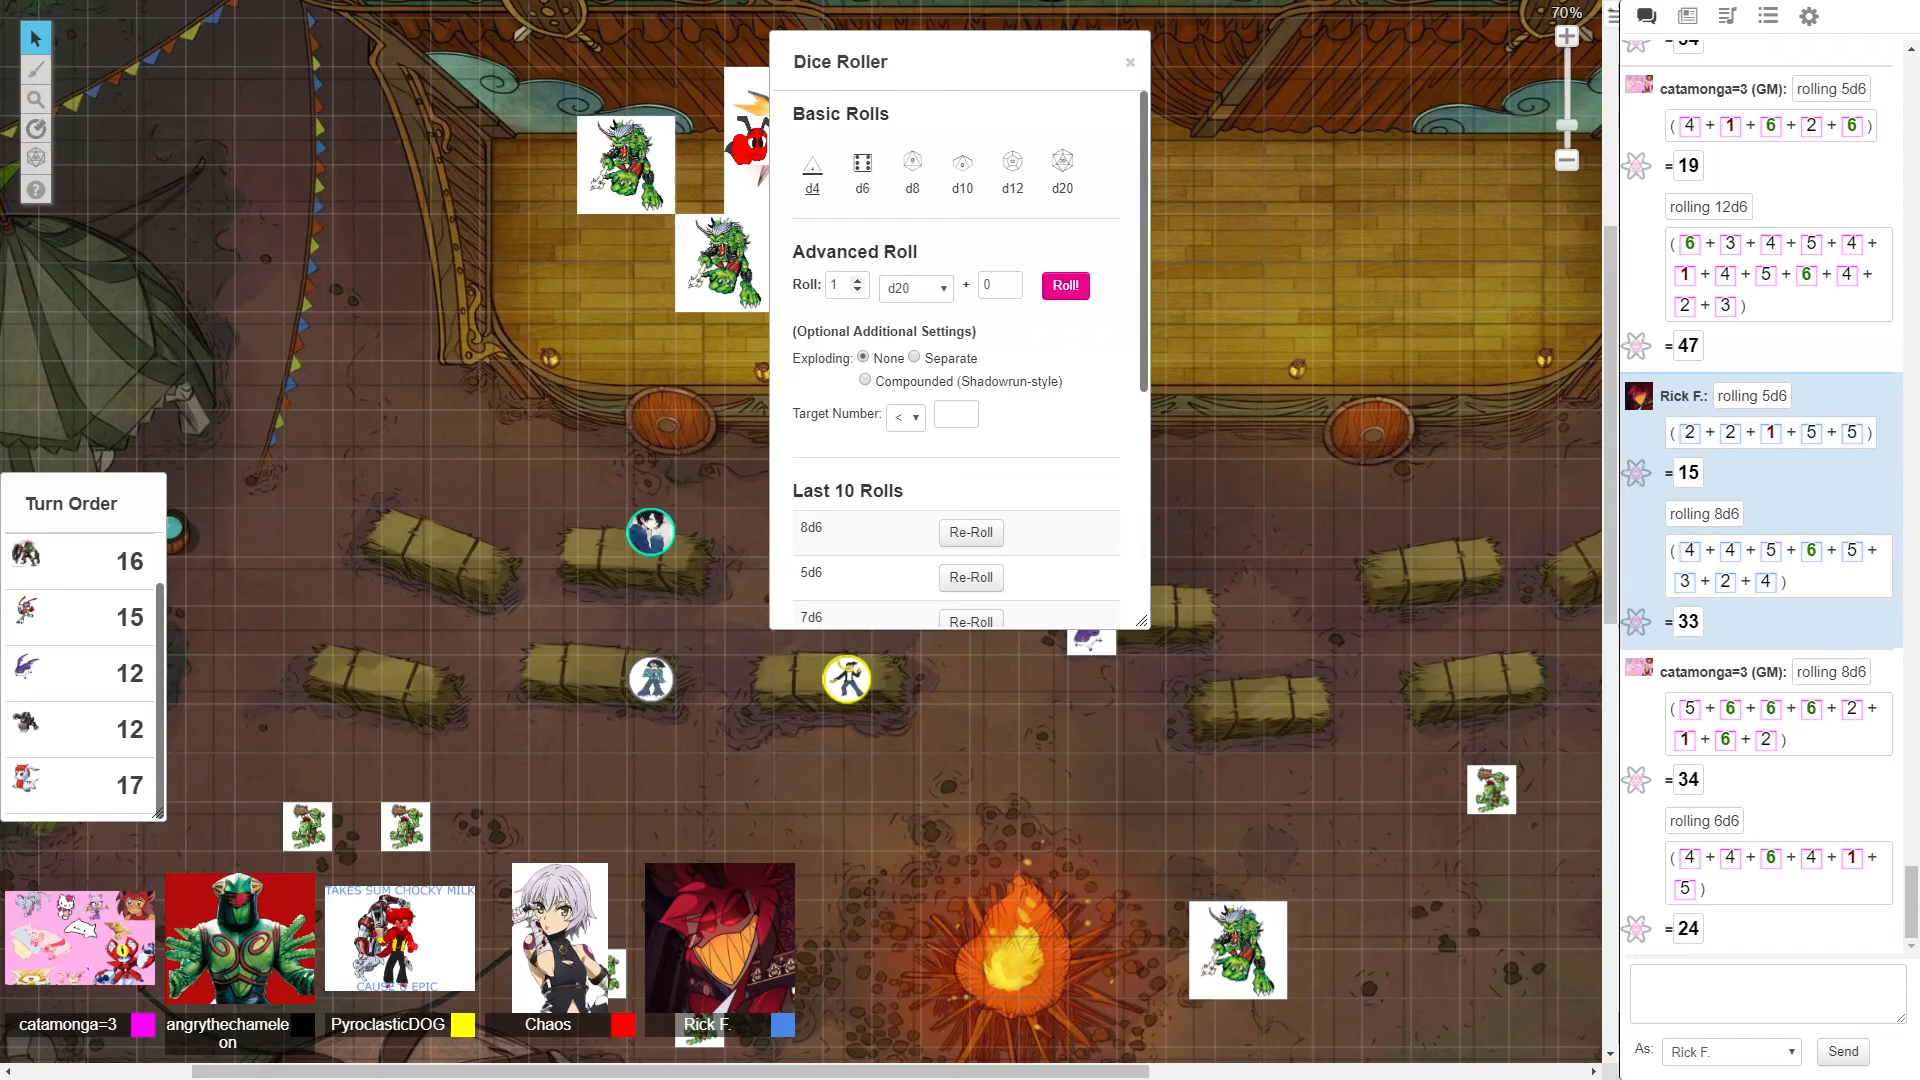 70%
Dice Roller
×
Basic Rolls
d4 d6 d8 d10 d12 d20
Advanced Roll
Roll: 1 d20 + 0 Roll!
(Optional Additional Settings)
Exploding: None Separate
Compounded (Shadowrun-style)
Target Number: <
Last 10 Rolls
8d6 Re-Roll
5d6 Re-Roll
7d6 Re-Roll
Turn Order
16
15
12
12
17
TAKES SUM CHOCKY MILK
CAUSE U EPIC
catamonga=3
angrythechameleon
PyroclasticDOG
Chaos
Rick F.
=34
catamonga=3 (GM): rolling 5d6
(4+1+6+2+6)
=19
rolling 12d6
(6+3+4+5+4+
1+4+5+6+4+
2+3)
=47
Rick F.: rolling 5d6
(2+2+1+5+5)
=15
rolling 8d6
(4+4+5+6+5+
3+2+4)
=33
catamonga=3 (GM): rolling 8d6
(5+6+6+6+2+
1+6+2)
=34
rolling 6d6
(4+4+6+4+1+
5)
=24
As: Rick F. Send